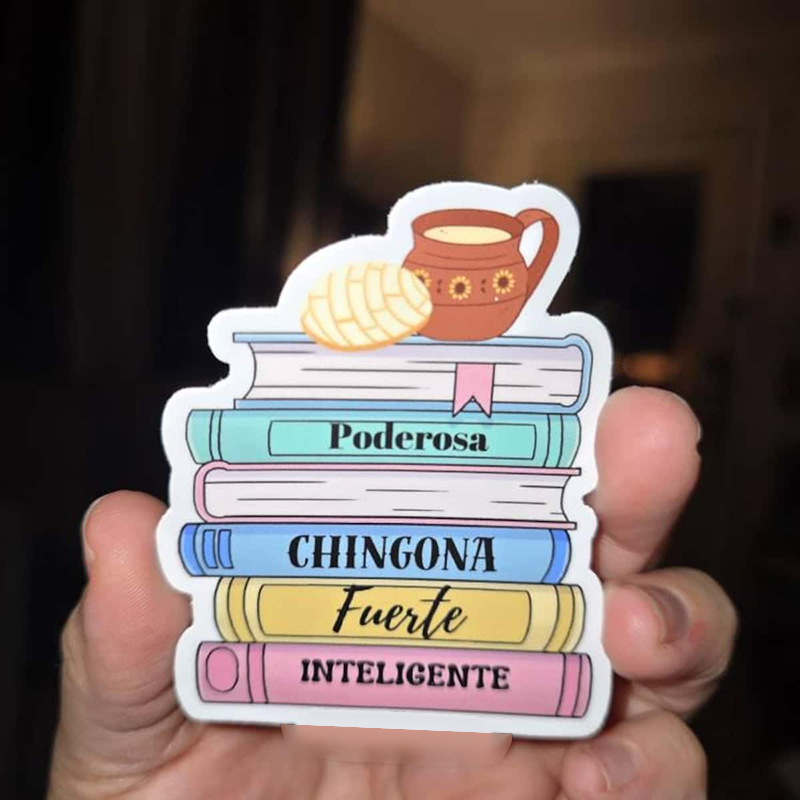 Poderosa
CHINGONA
Fuerte
INTELIGENTE